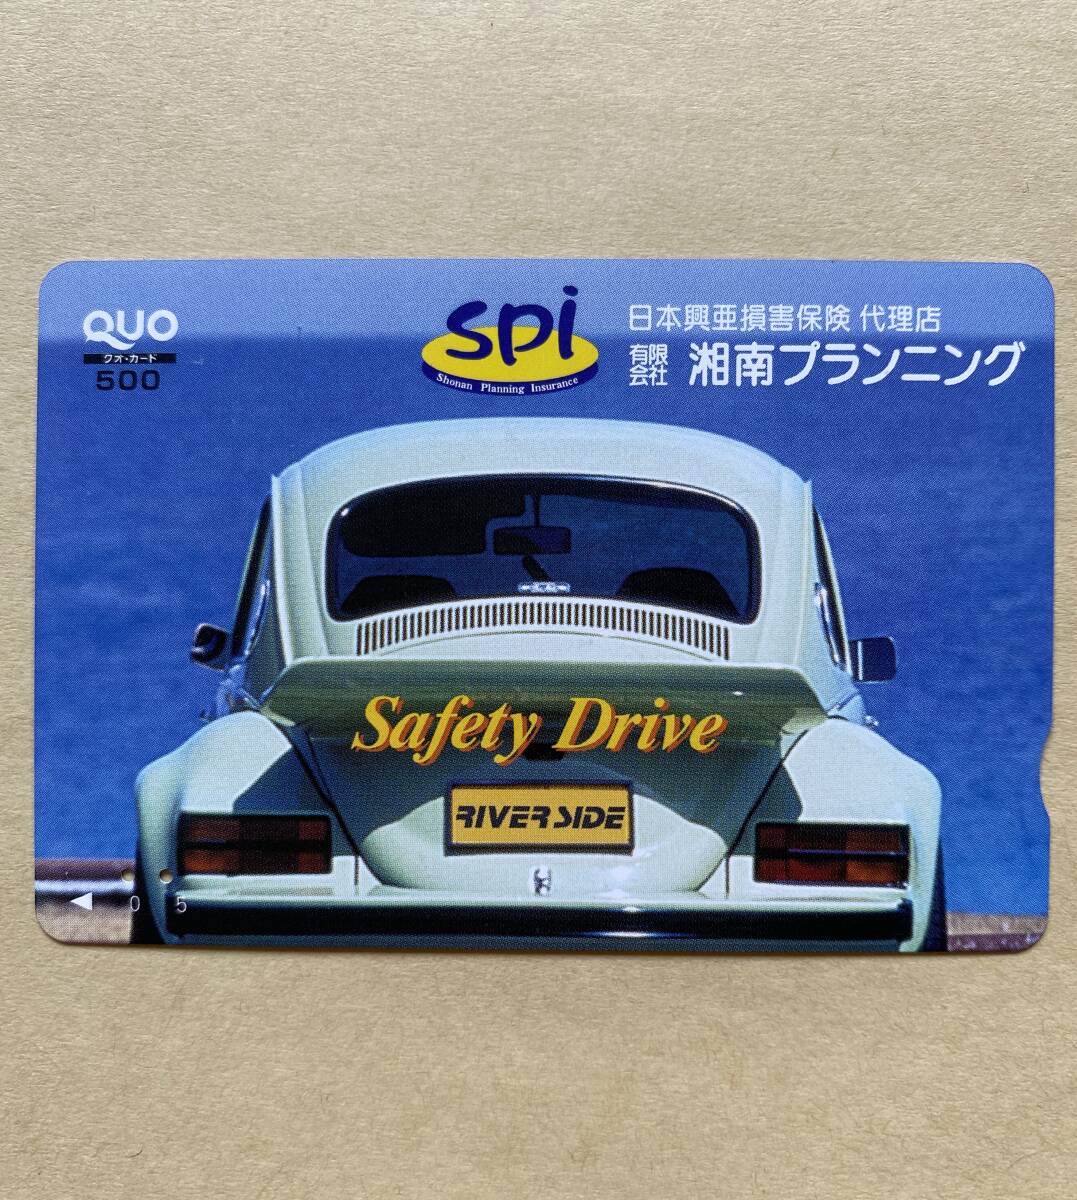 QUO
クオ・カード
500
spi
Shonan Planning Insurance
日本興亜損害保険 代理店
有限会社 湘南プランニング
Safety Drive
RIVER SIDE
0 5